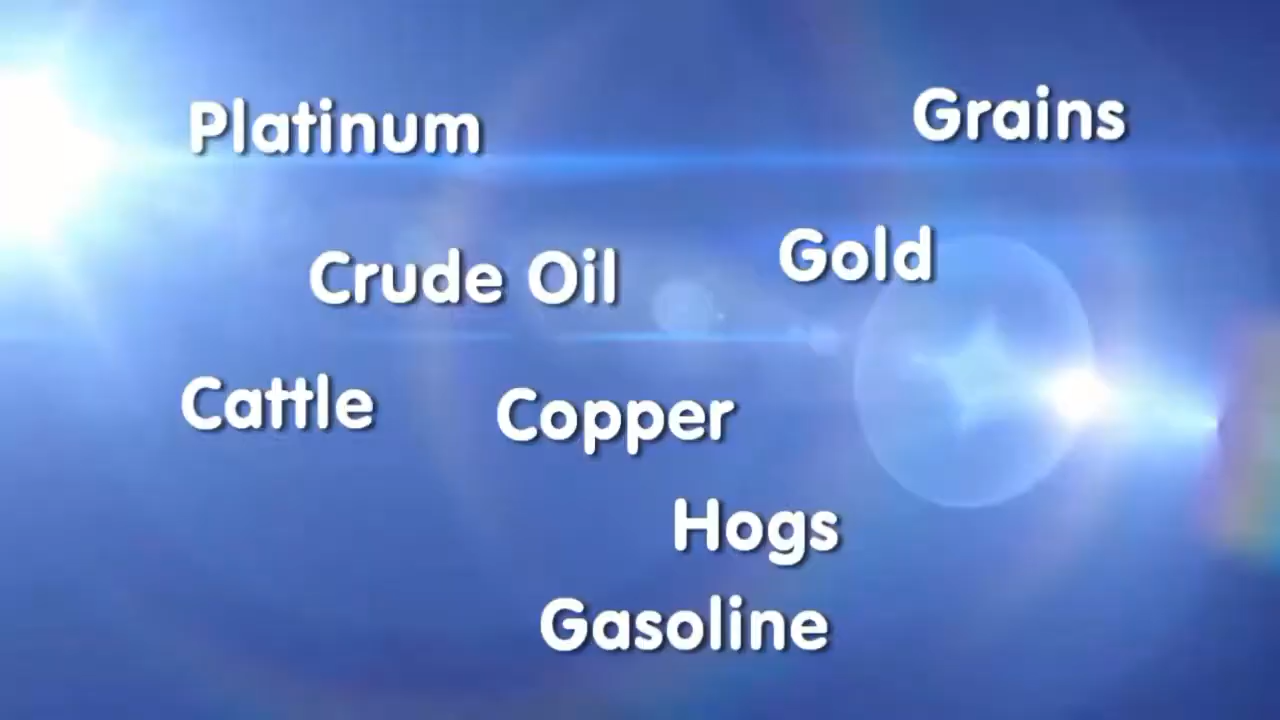 Platinum
Grains
Crude Oil
Gold
Cattle
Copper
Hogs
Gasoline